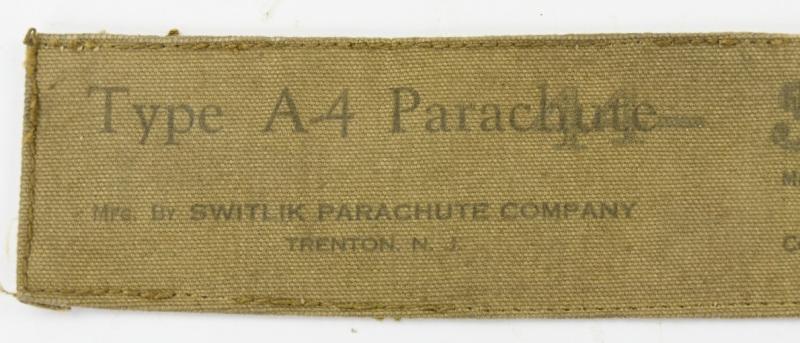 Type A-4 Parachute
MFG. BY SWITLIK PARACHUTE COMPANY
TRENTON, N. J.